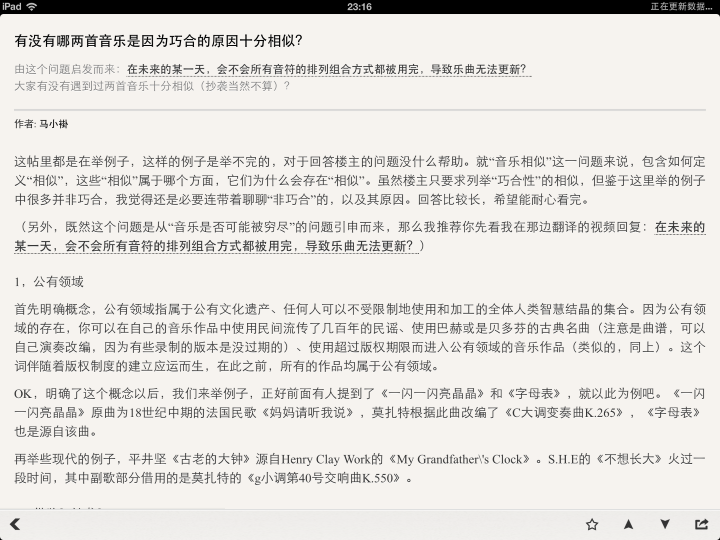 iPad 23:16 正在更新数据...
有没有哪两首音乐是因为巧合的原因十分相似？
由这个问题启发而来：在未来的某一天，会不会所有音符的排列组合方式都被用完，导致乐曲无法更新？
大家有没有遇到过两首音乐十分相似（抄袭当然不算）？
作者: 马小褂
这帖里都是在举例子，这样的例子是举不完的，对于回答楼主的问题没什么帮助。就“音乐相似”这一问题来说，包含如何定
义“相似”，这些“相似”属于哪个方面，它们为什么会存在“相似”。虽然楼主只要求列举“巧合性”的相似，但鉴于这里举的例子
中很多并非巧合，我觉得还是必要连带着聊聊“非巧合”的，以及其原因。回答比较长，希望能耐心看完。
（另外，既然这个问题是从“音乐是否可能被穷尽”的问题引申而来，那么我推荐你先看我在那边翻译的视频回复：在未来的
某一天，会不会所有音符的排列组合方式都被用完，导致乐曲无法更新？）
1，公有领域
首先明确概念，公有领域指属于公有文化遗产、任何人可以不受限制地使用和加工的全体人类智慧结晶的集合。因为公有领
域的存在，你可以在自己的音乐作品中使用民间流传了几百年的民谣、使用巴赫或是贝多芬的古典名曲（注意是曲谱，可以
自己演奏改编，因为有些录制的版本是没过期的）、使用超过版权期限而进入公有领域的音乐作品（类似的，同上）。这个
词伴随着版权制度的建立应运而生，在此之前，所有的作品均属于公有领域。
OK，明确了这个概念以后，我们来举例子，正好前面有人提到了《一闪一闪亮晶晶》和《字母表》，就以此为例吧。《一闪
一闪亮晶晶》原曲为18世纪中期的法国民歌《妈妈请听我说》，莫扎特根据此曲改编了《C大调变奏曲K.265》，《字母表》
也是源自该曲。
再举些现代的例子，平井坚《古老的大钟》源自Henry Clay Work的《My Grandfather\'s Clock》。S.H.E的《不想长大》火过一
段时间，其中副歌部分借用的是莫扎特的《g小调第40号交响曲K.550》。